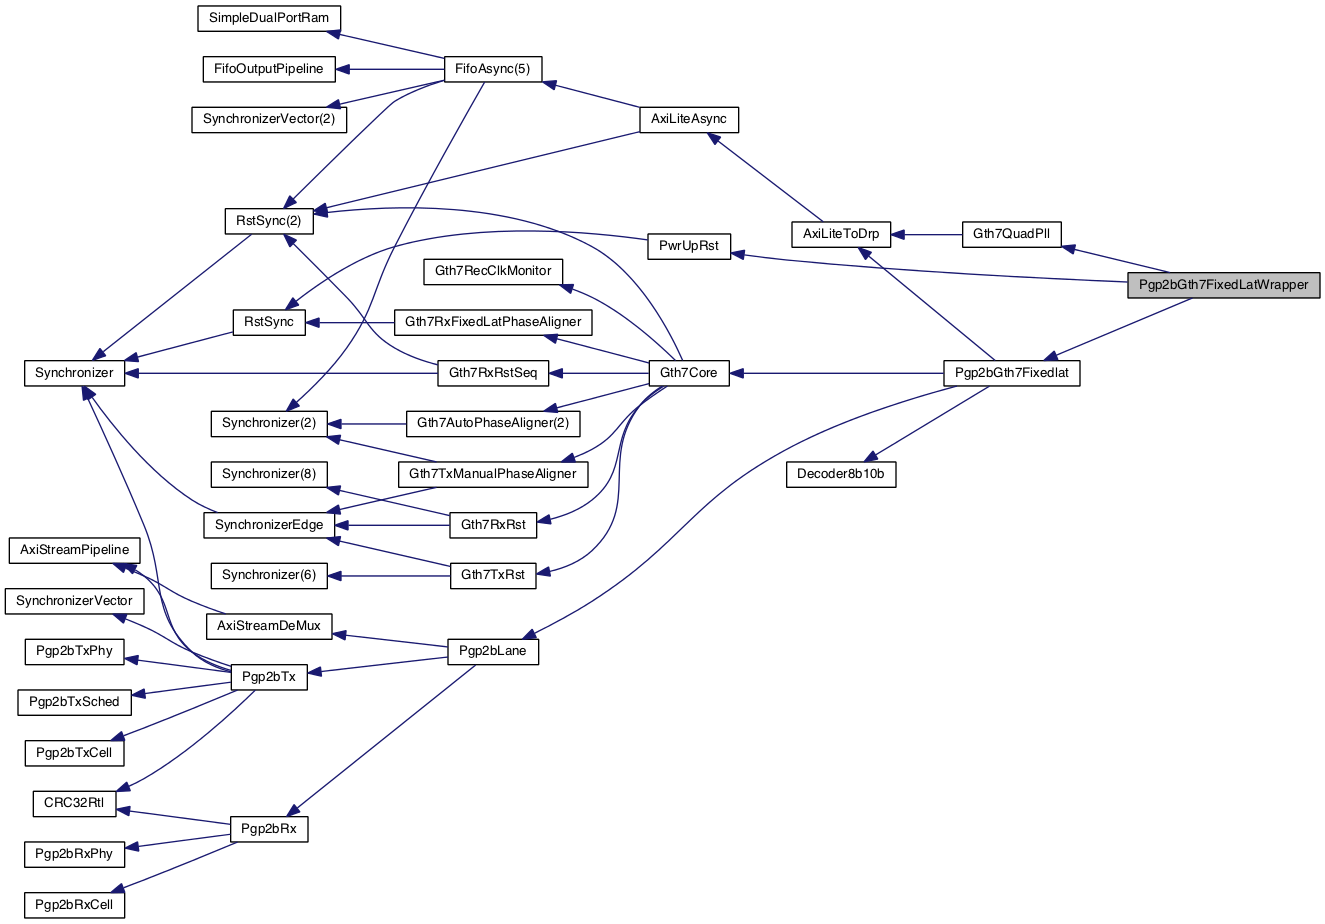 SimpleDualPortRam
FifoOutputPipeline
FifoAsync(5)
SynchronizerVector(2)
AxiLiteAsync
RstSync(2)
PwrUpRst
AxiLiteToDrp
Gth7QuadPll
Gth7RecClkMonitor
Pgp2bGth7FixedLatWrapper
RstSync
Gth7RxFixedLatPhaseAligner
Synchronizer
Gth7RxRstSeq
Gth7Core
Pgp2bGth7Fixedlat
Synchronizer(2)
Gth7AutoPhaseAligner(2)
Synchronizer(8)
Gth7TxManualPhaseAligner
Decoder8b10b
SynchronizerEdge
Gth7RxRst
AxiStreamPipeline
Synchronizer(6)
Gth7TxRst
SynchronizerVector
AxiStreamDeMux
Pgp2bTxPhy
Pgp2bLane
Pgp2bTx
Pgp2bTxSched
Pgp2bTxCell
CRC32Rtl
Pgp2bRx
Pgp2bRxPhy
Pgp2bRxCell